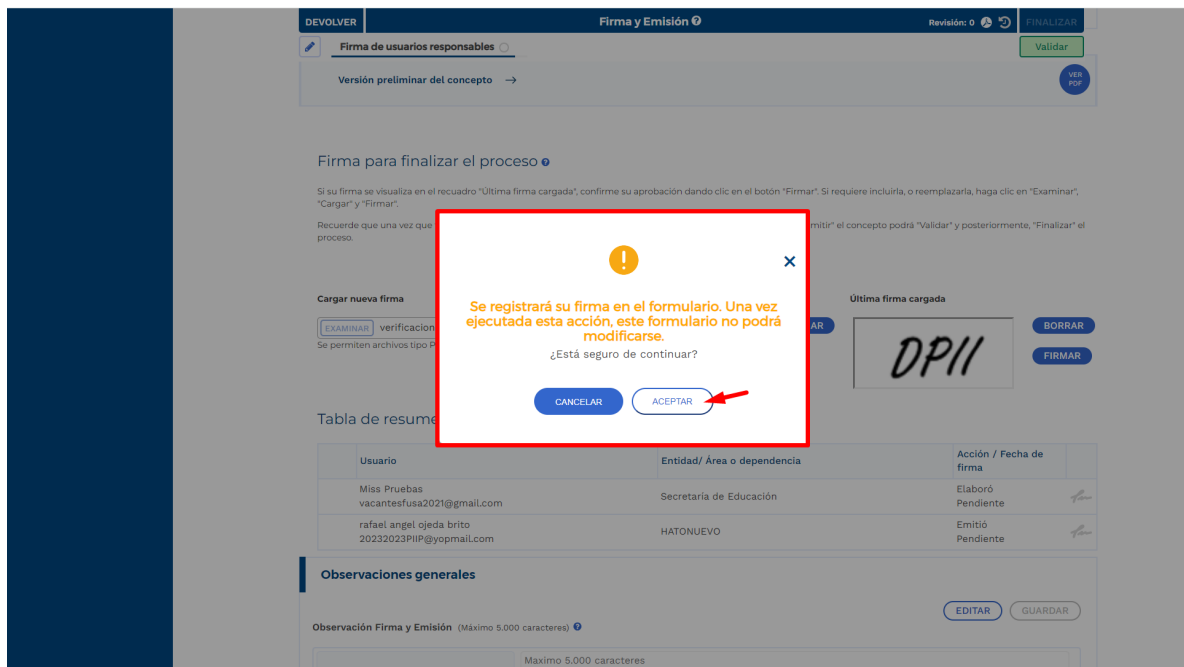 DEVOLVER
Firma y Emisión
Revisión: 0
FINALIZAR
Firma de usuarios responsables
Validar
Versión preliminar del concepto →
VER
PDF
Firma para finalizar el proceso
Si su firma se visualiza en el recuadro "Última firma cargada", confirme su aprobación dando clic en el botón "Firmar". Si requiere incluirla, o reemplazarla, haga clic en "Examinar",
"Cargar" y "Firmar".
Recuerde que una vez que
mitir" el concepto podrá "Validar" y posteriormente, "Finalizar" el
proceso.
Se registrará su firma en el formulario. Una vez
ejecutada esta acción, este formulario no podrá
modificarse.
¿Está seguro de continuar?
CANCELAR
ACEPTAR
Cargar nueva firma
EXAMINAR
verificacion
Se permiten archivos tipo P
AR
Última firma cargada
DPII
BORRAR
FIRMAR
Tabla de resume
Usuario
Entidad/ Área o dependencia
Acción / Fecha de
firma
Miss Pruebas
vacantesfusa2021@gmail.com
Secretaría de Educación
Elaboró
Pendiente
rafael angel ojeda brito
20232023PIIP@yopmail.com
HATONUEVO
Emitió
Pendiente
Observaciones generales
EDITAR
GUARDAR
Observación Firma y Emisión (Máximo 5.000 caracteres)
Maximo 5.000 caracteres